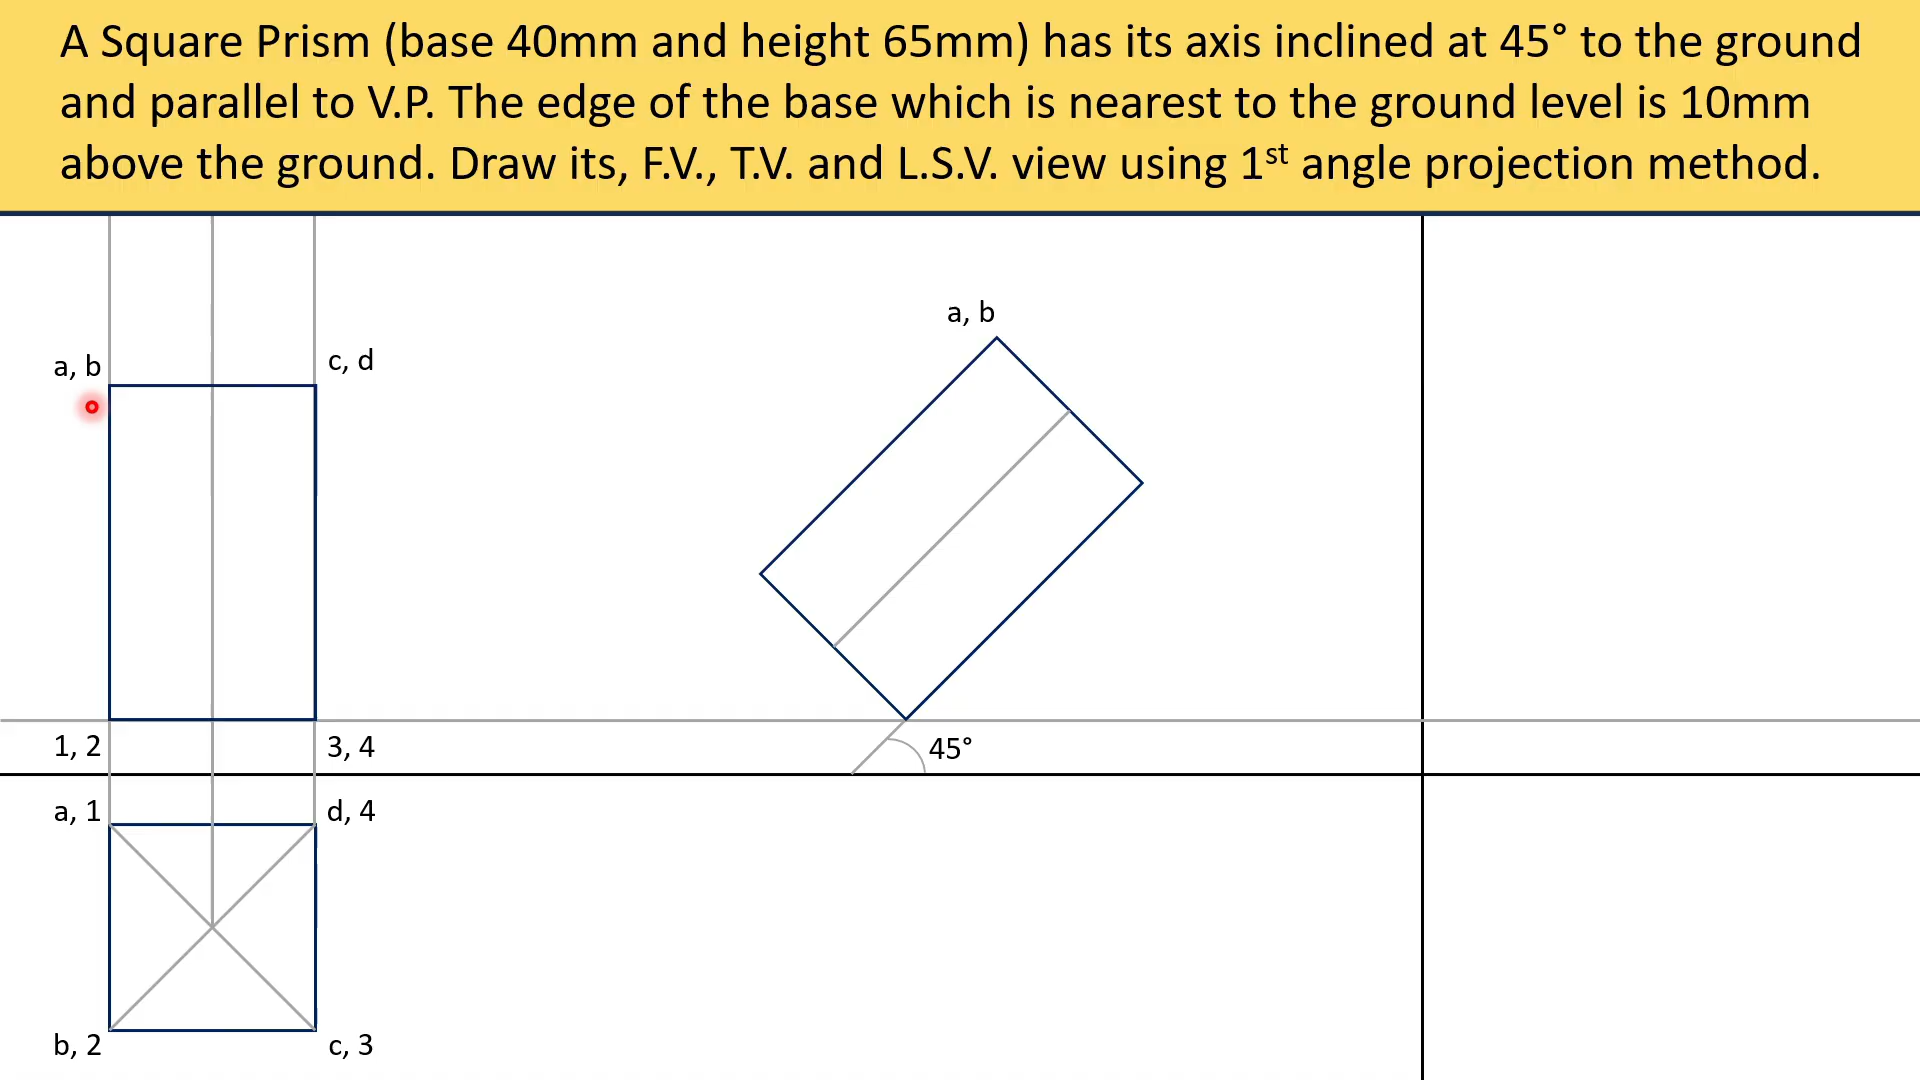 A Square Prism (base 40mm and height 65mm) has its axis inclined at 45° to the ground
and parallel to V.P. The edge of the base which is nearest to the ground level is 10mm
above the ground. Draw its, F.V., T.V. and L.S.V. view using 1st angle projection method.
a, b
a, b
c, d
1, 2
3, 4
45°
a, 1
d, 4
b, 2
c, 3